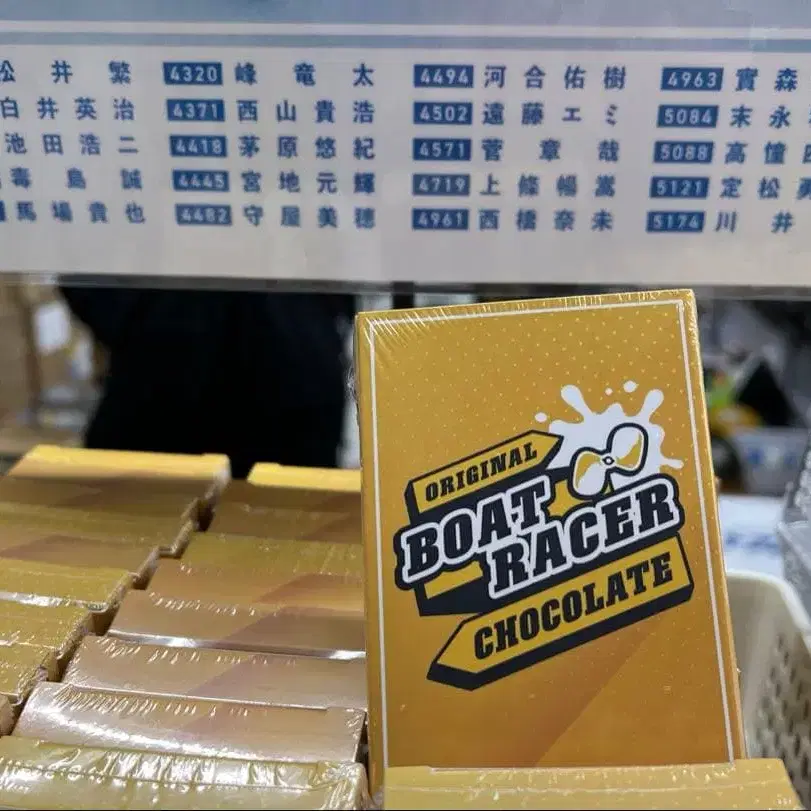 松井繁 4320 峰竜太 4494 河合佑樹 4963 實森
白井英治 4371 西山貴浩 4502 遠藤エミ 5084 末永
池田浩二 4418 茅原悠紀 4571 菅章哉 5088 高憧四
毒島誠 4445 宮地元輝 4719 上條暢嵩 5121 定松
馬場貴也 4482 守屋美穂 4961 西橋奈未 5174 川井
ORIGINAL
BOAT
RACER
CHOCOLATE